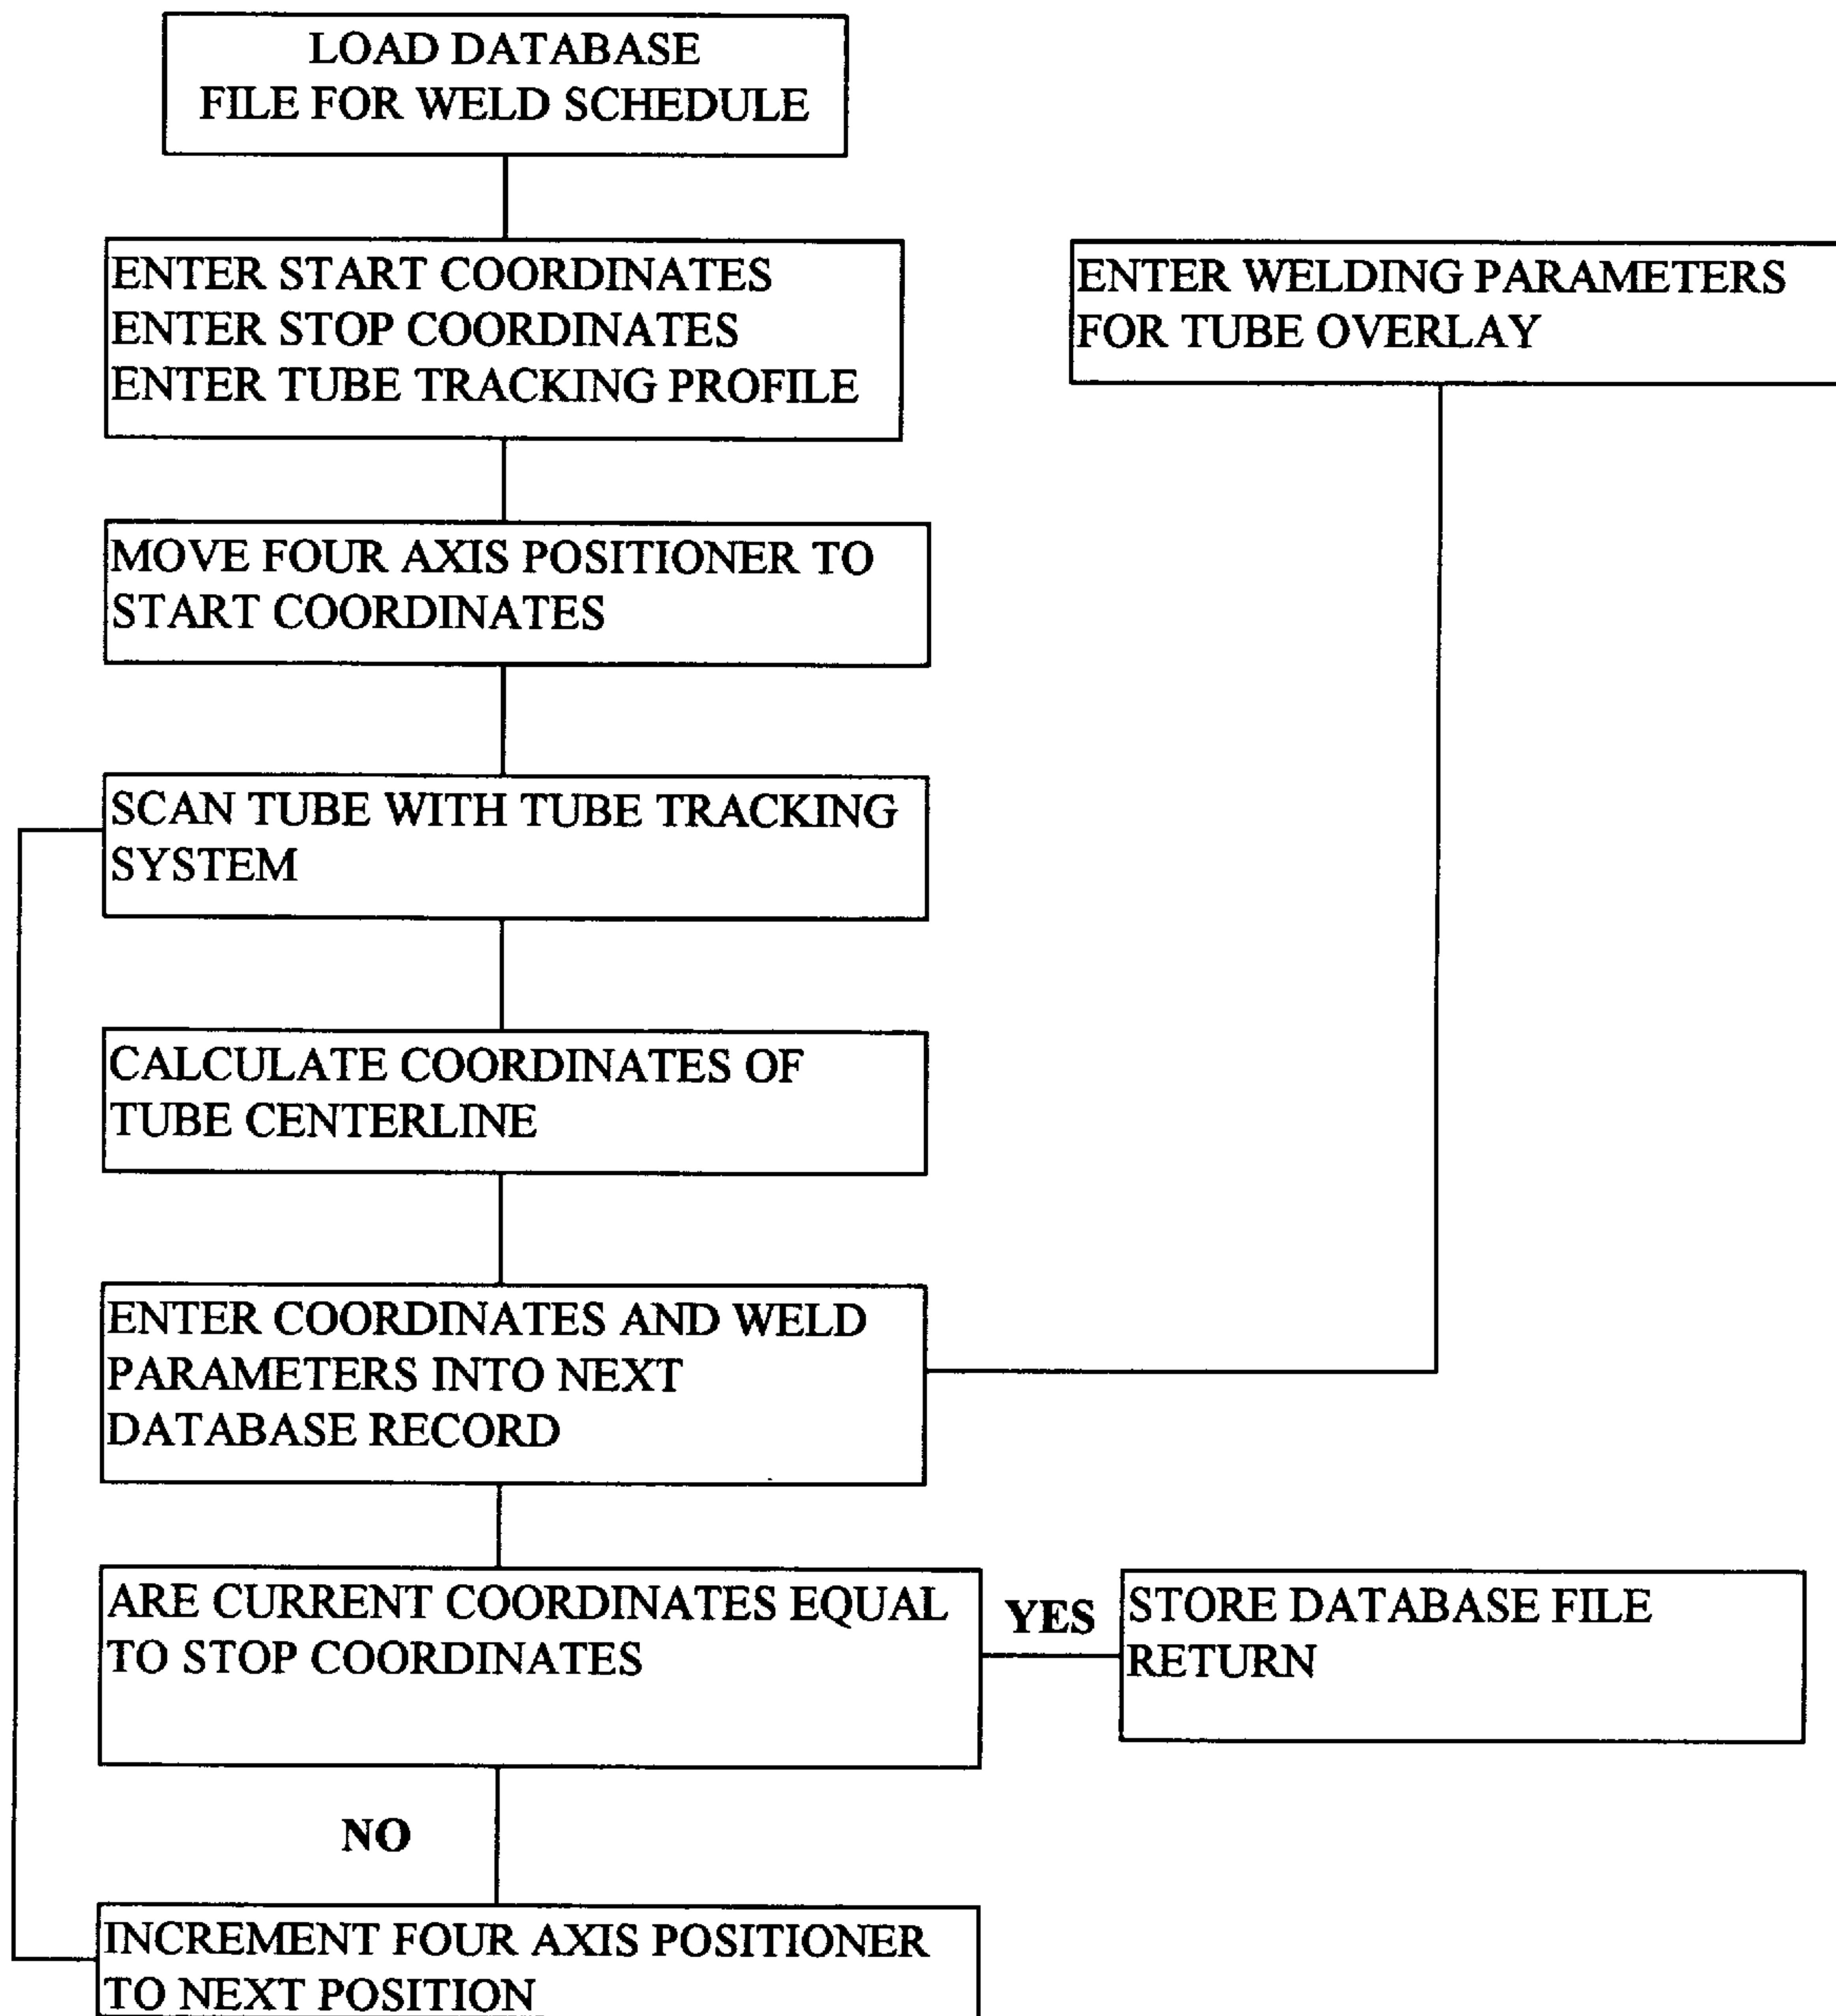 LOAD DATABASE
FILE FOR WELD SCHEDULE
ENTER START COORDINATES
ENTER STOP COORDINATES
ENTER TUBE TRACKING PROFILE
ENTER WELDING PARAMETERS
FOR TUBE OVERLAY
MOVE FOUR AXIS POSITIONER TO
START COORDINATES
SCAN TUBE WITH TUBE TRACKING
SYSTEM
CALCULATE COORDINATES OF
TUBE CENTERLINE
ENTER COORDINATES AND WELD
PARAMETERS INTO NEXT
DATABASE RECORD
ARE CURRENT COORDINATES EQUAL
TO STOP COORDINATES
YES
STORE DATABASE FILE
RETURN
NO
INCREMENT FOUR AXIS POSITIONER
TO NEXT POSITION